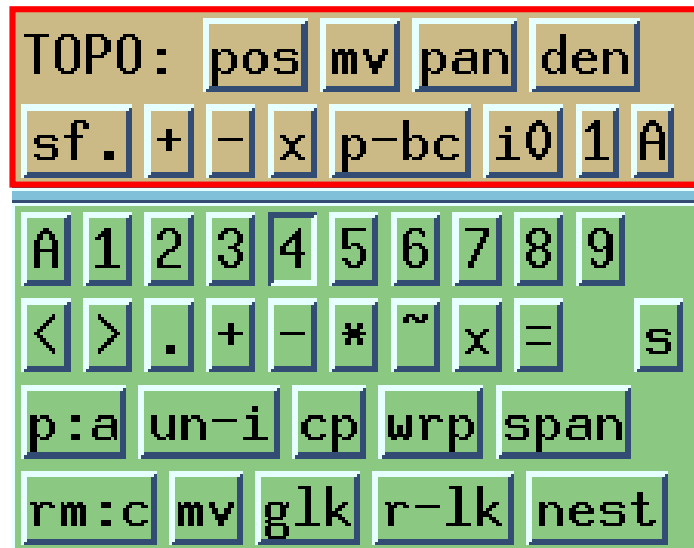 TOPO: pos mv pan den
sf. + - x p-bc i0 1 A
A 1 2 3 4 5 6 7 8 9
< > . + - * ~ x = s
p:a un-i cp wrp span
rm:c mv glk r-lk nest